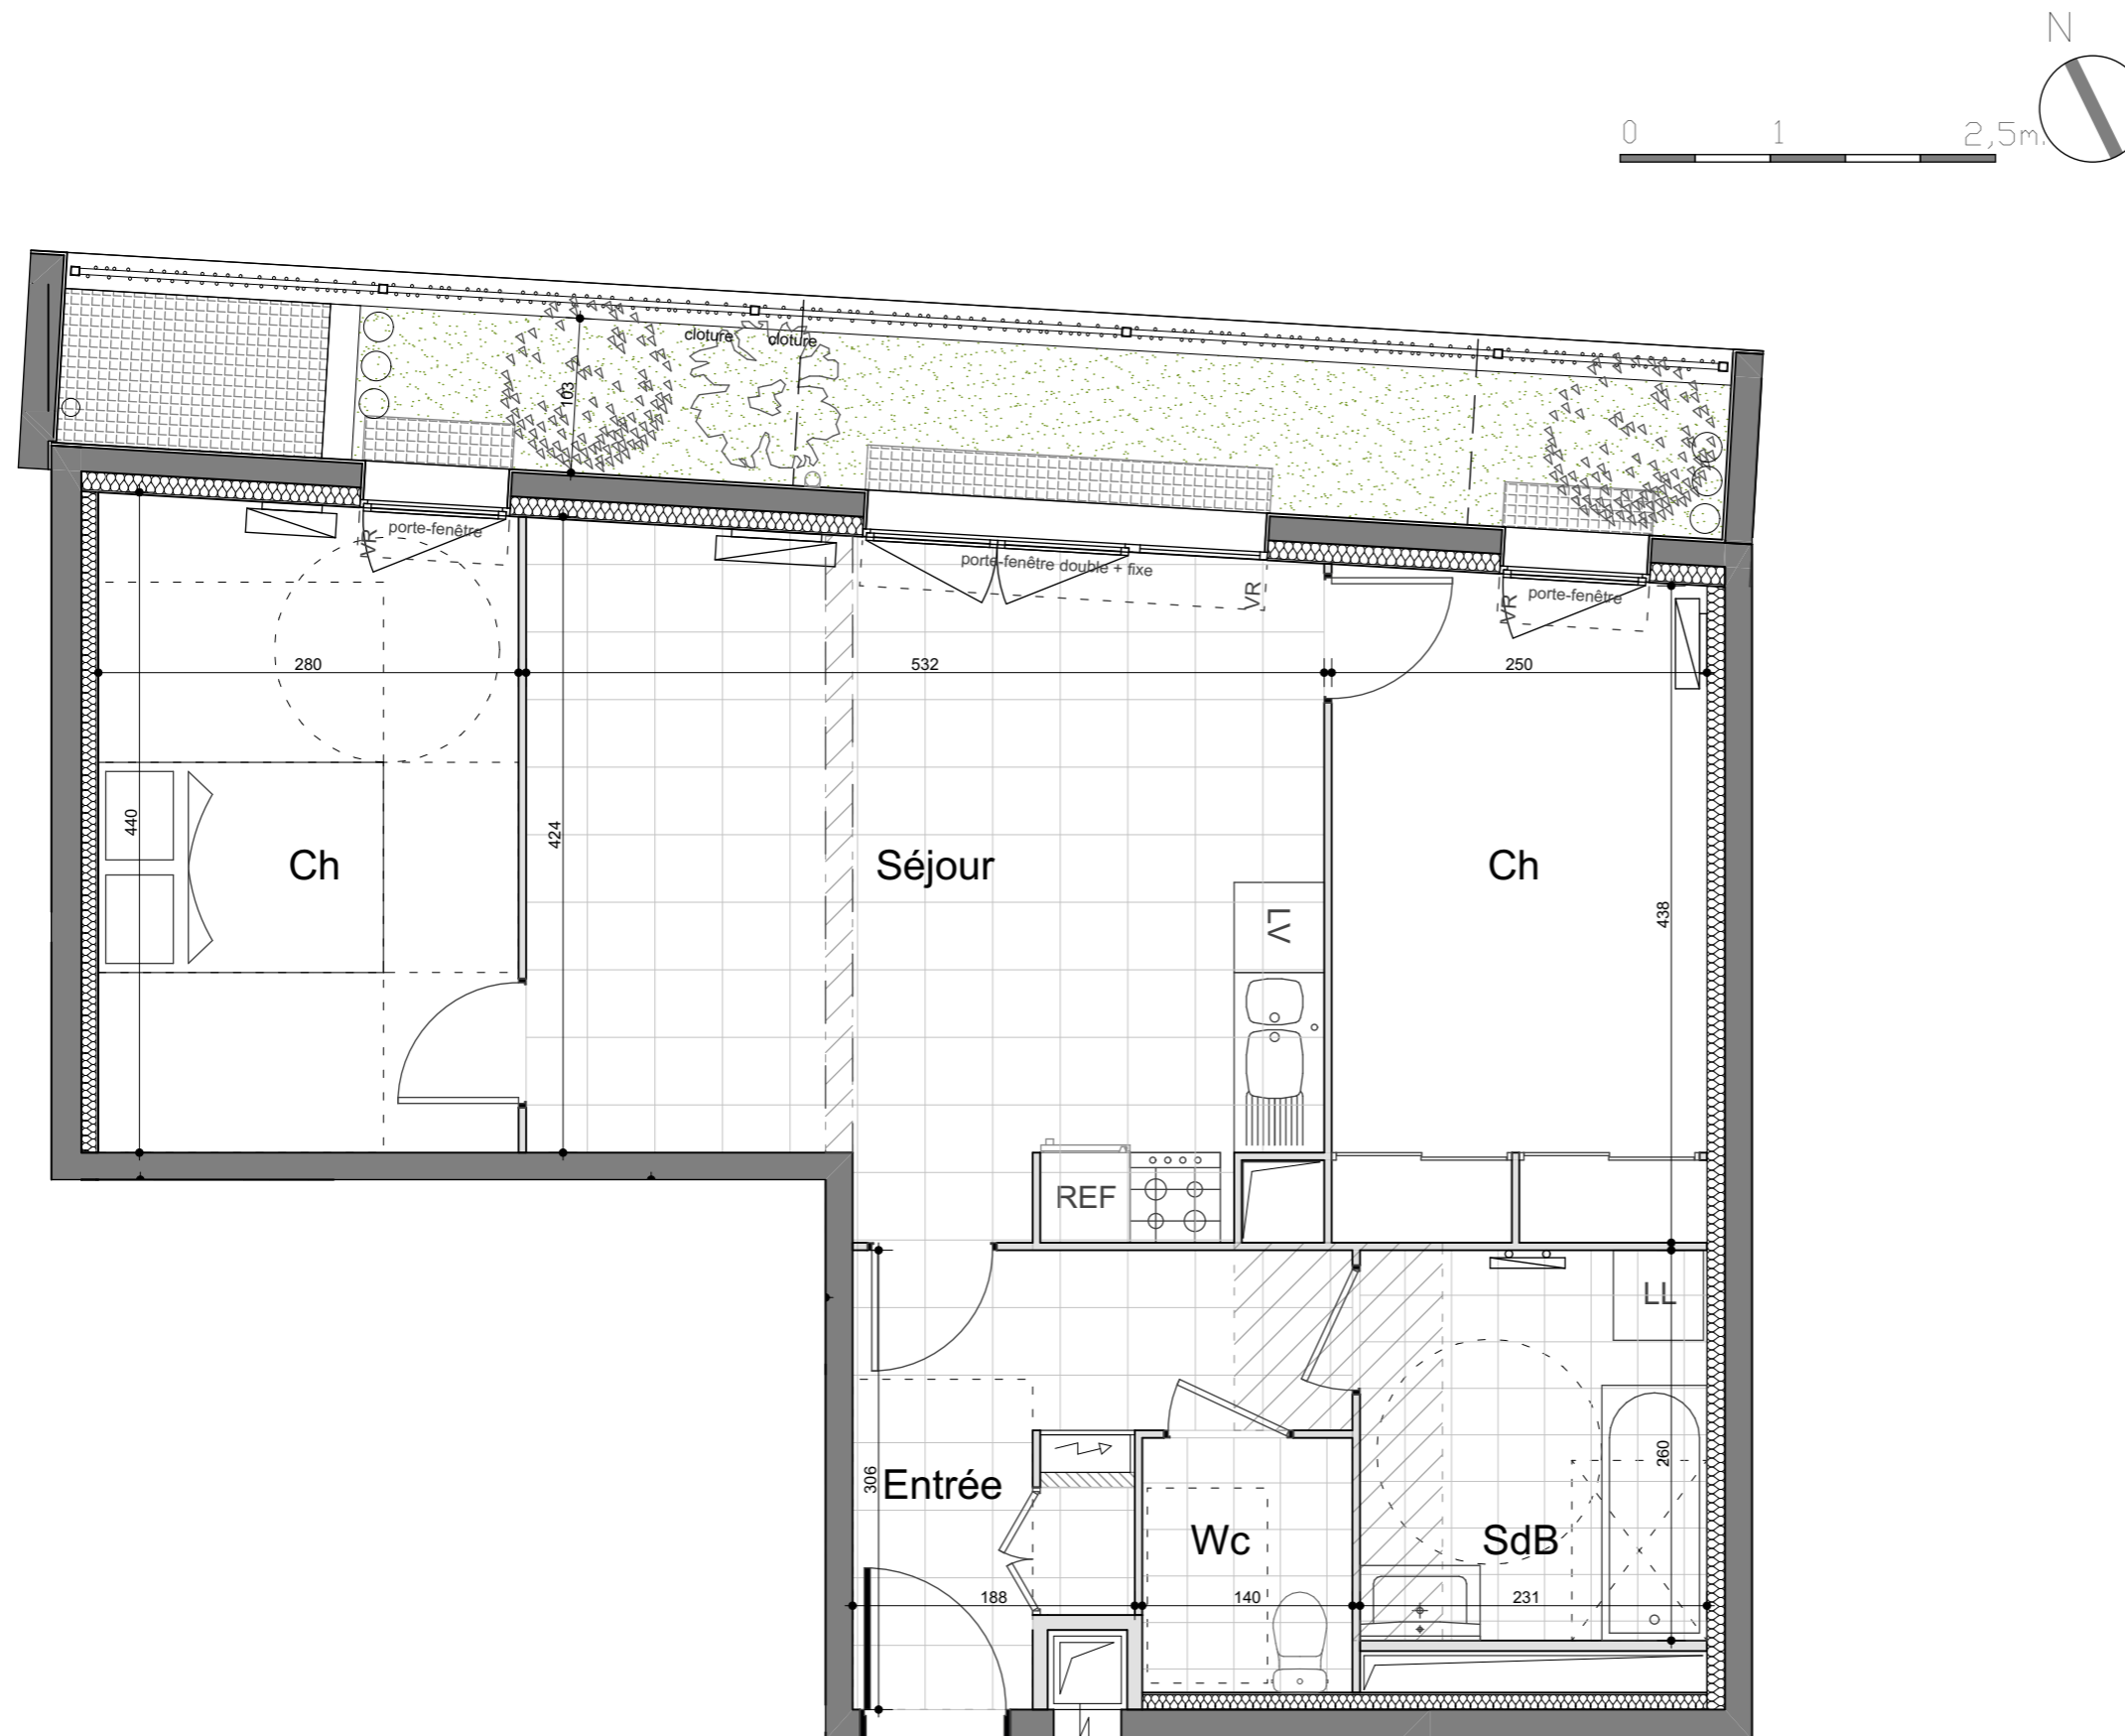 N
0 1 2,5m.
cloture cloture
103
porte-fenêtre
VR
porte-fenêtre double + fixe
VR
porte-fenêtre
VR
280 532 250
440
424
438
Ch
Séjour
Ch
LV
REF
LL
306
Entrée
260
Wc
SdB
188 140 231